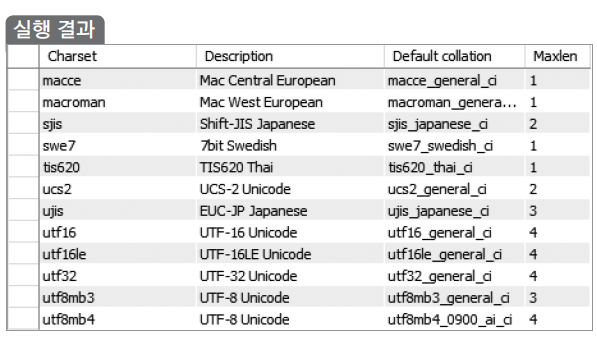 실행 결과
Charset Description Default collation Maxlen
macce Mac Central European macce_general_ci 1
macroman Mac West European macroman_genera... 1
sjis Shift-JIS Japanese sjis_japanese_ci 2
swe7 7bit Swedish swe7_swedish_ci 1
tis620 TIS620 Thai tis620_thai_ci 1
ucs2 UCS-2 Unicode ucs2_general_ci 2
ujis EUC-JP Japanese ujis_japanese_ci 3
utf16 UTF-16 Unicode utf16_general_ci 4
utf16le UTF-16LE Unicode utf16le_general_ci 4
utf32 UTF-32 Unicode utf32_general_ci 4
utf8mb3 UTF-8 Unicode utf8mb3_general_ci 3
utf8mb4 UTF-8 Unicode utf8mb4_0900_ai_ci 4